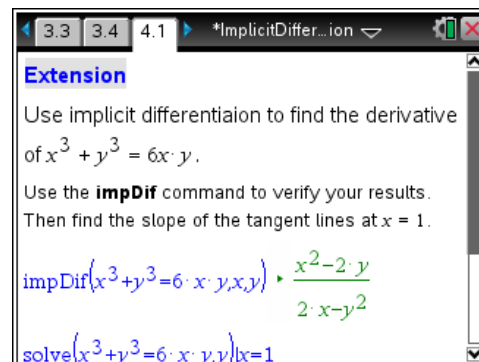 3.3 3.4 4.1 *ImplicitDiffer…ion
Extension
Use implicit differentiaion to find the derivative
of x³ + y³ = 6x· y.
Use the impDif command to verify your results.
Then find the slope of the tangent lines at x = 1.
impDif(x³+y³=6· x· y,x,y) ▸ (x²−2· y)/(2· x−y²)
solve(x³+y³=6· x· y,y)|x=1